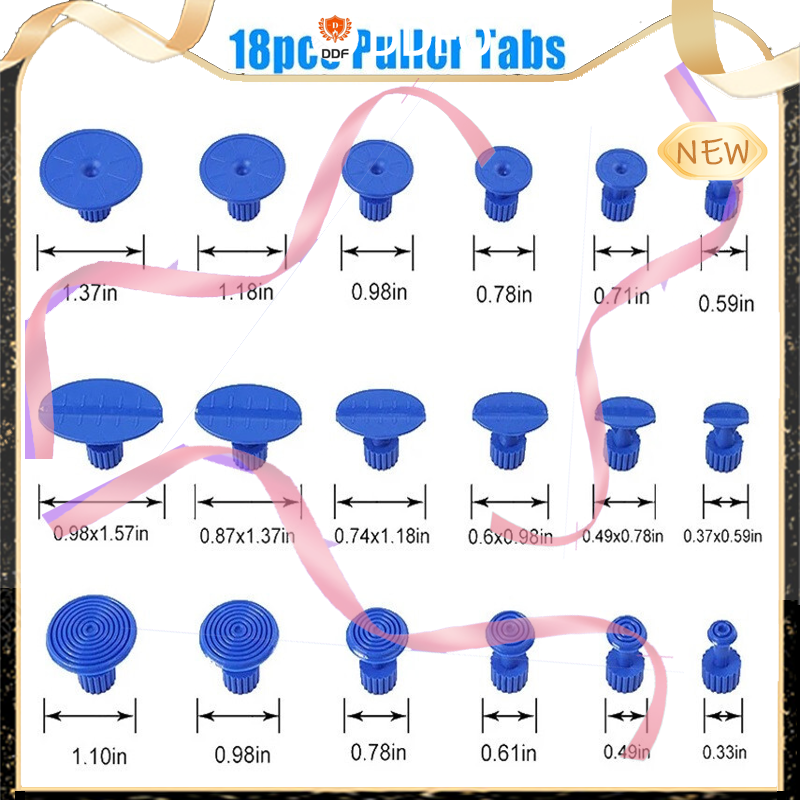 18pcs Puller Tabs
DDF
NEW
1.37in 1.18in 0.98in 0.78in 0.71in 0.59in
0.98x1.57in 0.87x1.37in 0.74x1.18in 0.6x0.98in 0.49x0.78in 0.37x0.59in
1.10in 0.98in 0.78in 0.61in 0.49in 0.33in